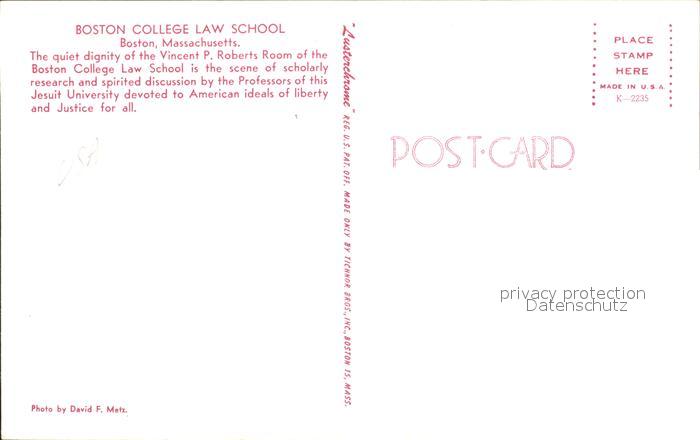 BOSTON COLLEGE LAW SCHOOL
Boston, Massachusetts.
The quiet dignity of the Vincent P. Roberts Room of the
Boston College Law School is the scene of scholarly
research and spirited discussion by the Professors of this
Jesuit University devoted to American ideals of liberty
and Justice for all.
Photo by David F. Metz.
"Lusterchrome" REG. U. S. PAT. OFF. MADE ONLY BY TICHNOR BROS., INC., BOSTON 15, MASS.
POST-CARD
PLACE
STAMP
HERE
MADE IN U.S.A.
K-2235
privacy protection
Datenschutz